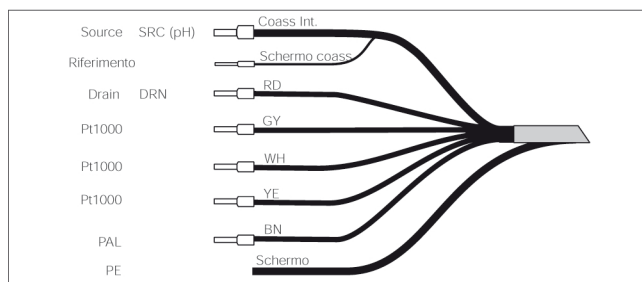 Source SRC (pH) Coass Int.
Riferimento Schermo coass
Drain DRN RD
Pt1000 GY
Pt1000 WH
Pt1000 YE
PAL BN
PE Schermo